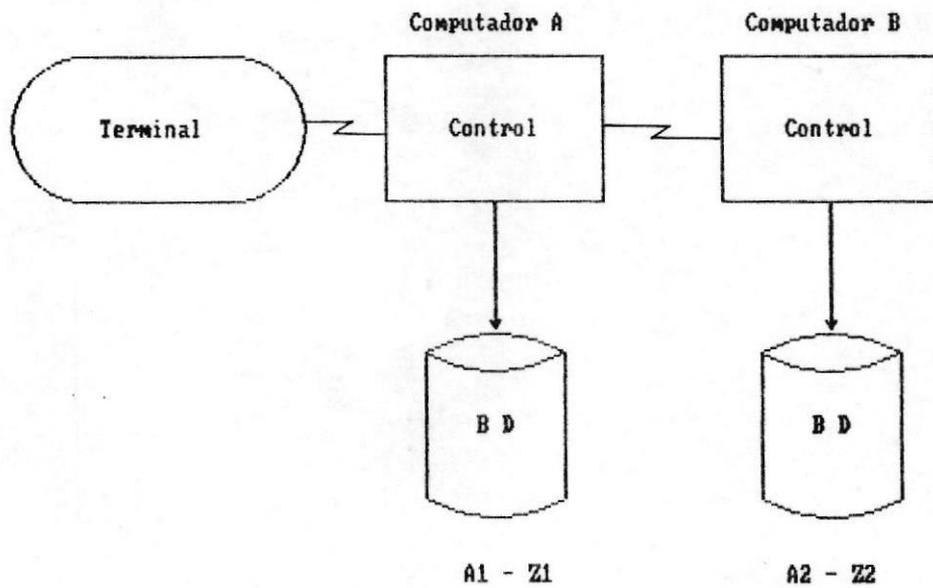 Computador A
Computador B
Terminal
Control
Control
B D
B D
A1 - Z1
A2 - Z2